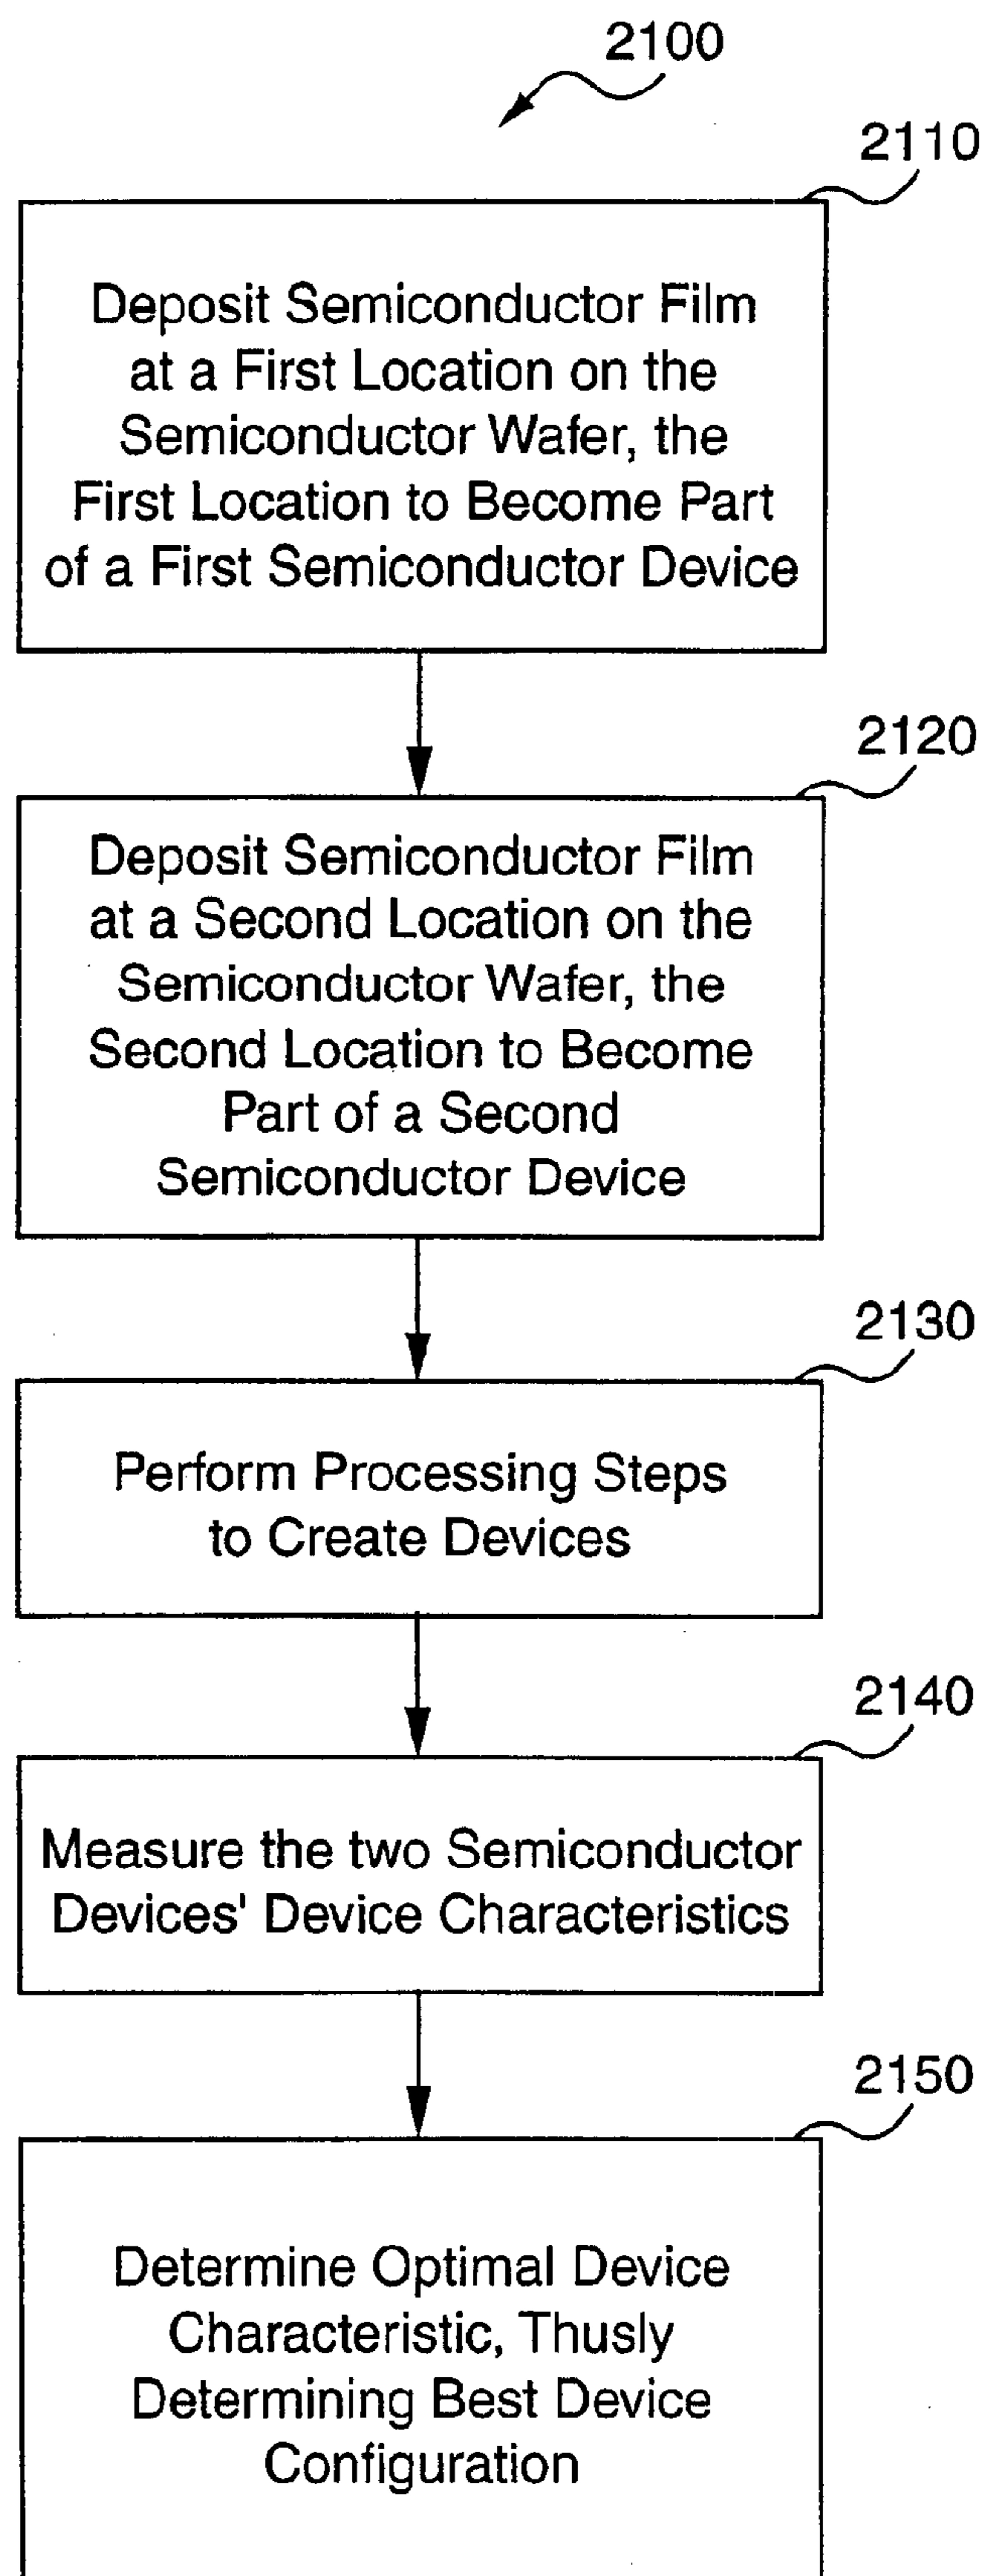 2100
2110
Deposit Semiconductor Film
at a First Location on the
Semiconductor Wafer, the
First Location to Become Part
of a First Semiconductor Device
2120
Deposit Semiconductor Film
at a Second Location on the
Semiconductor Wafer, the
Second Location to Become
Part of a Second
Semiconductor Device
2130
Perform Processing Steps
to Create Devices
2140
Measure the two Semiconductor
Devices' Device Characteristics
2150
Determine Optimal Device
Characteristic, Thusly
Determining Best Device
Configuration